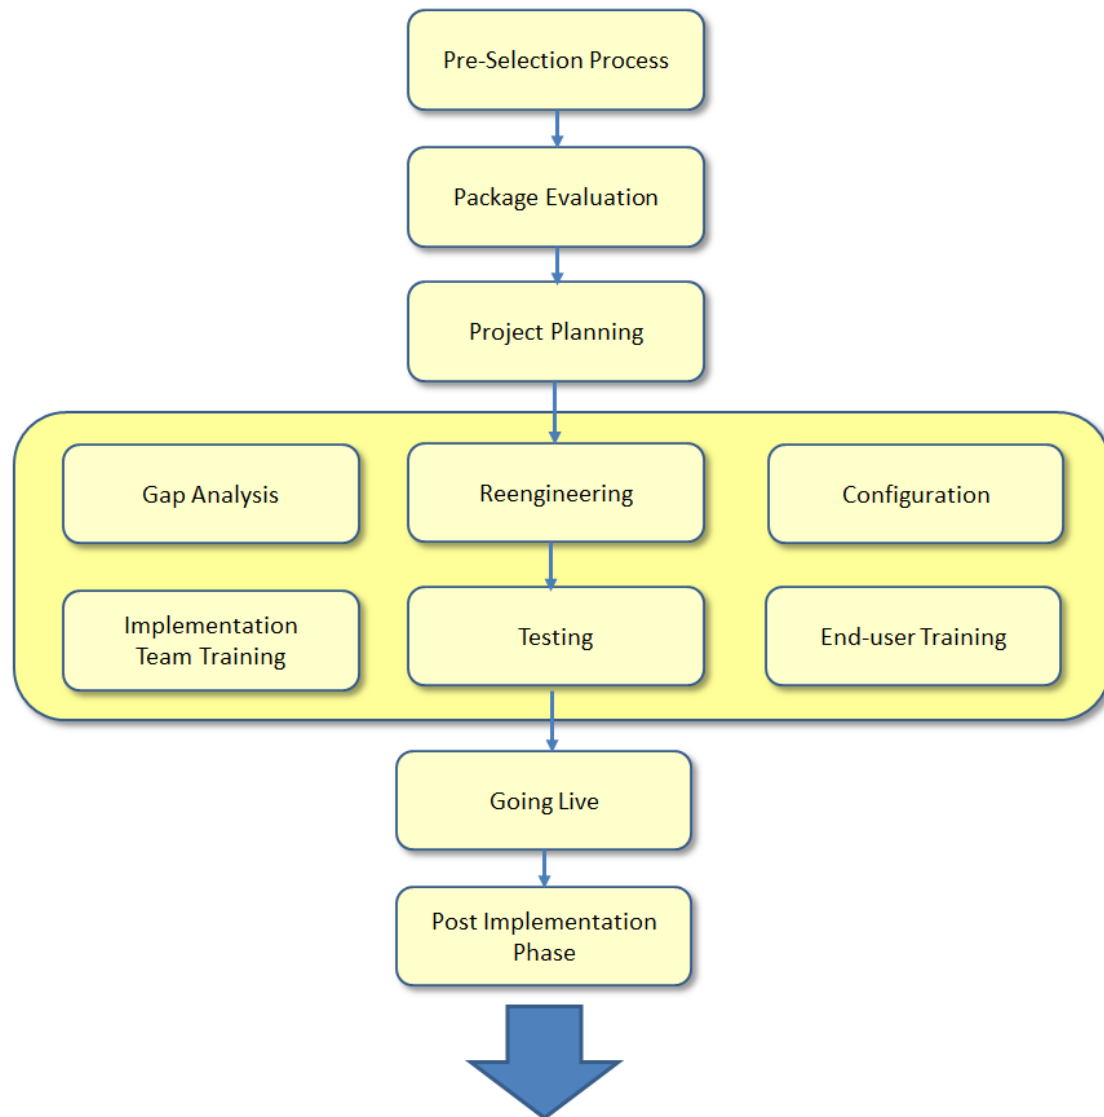 Pre-Selection Process
Package Evaluation
Project Planning
Gap Analysis
Reengineering
Configuration
Implementation
Team Training
Testing
End-user Training
Going Live
Post Implementation
Phase